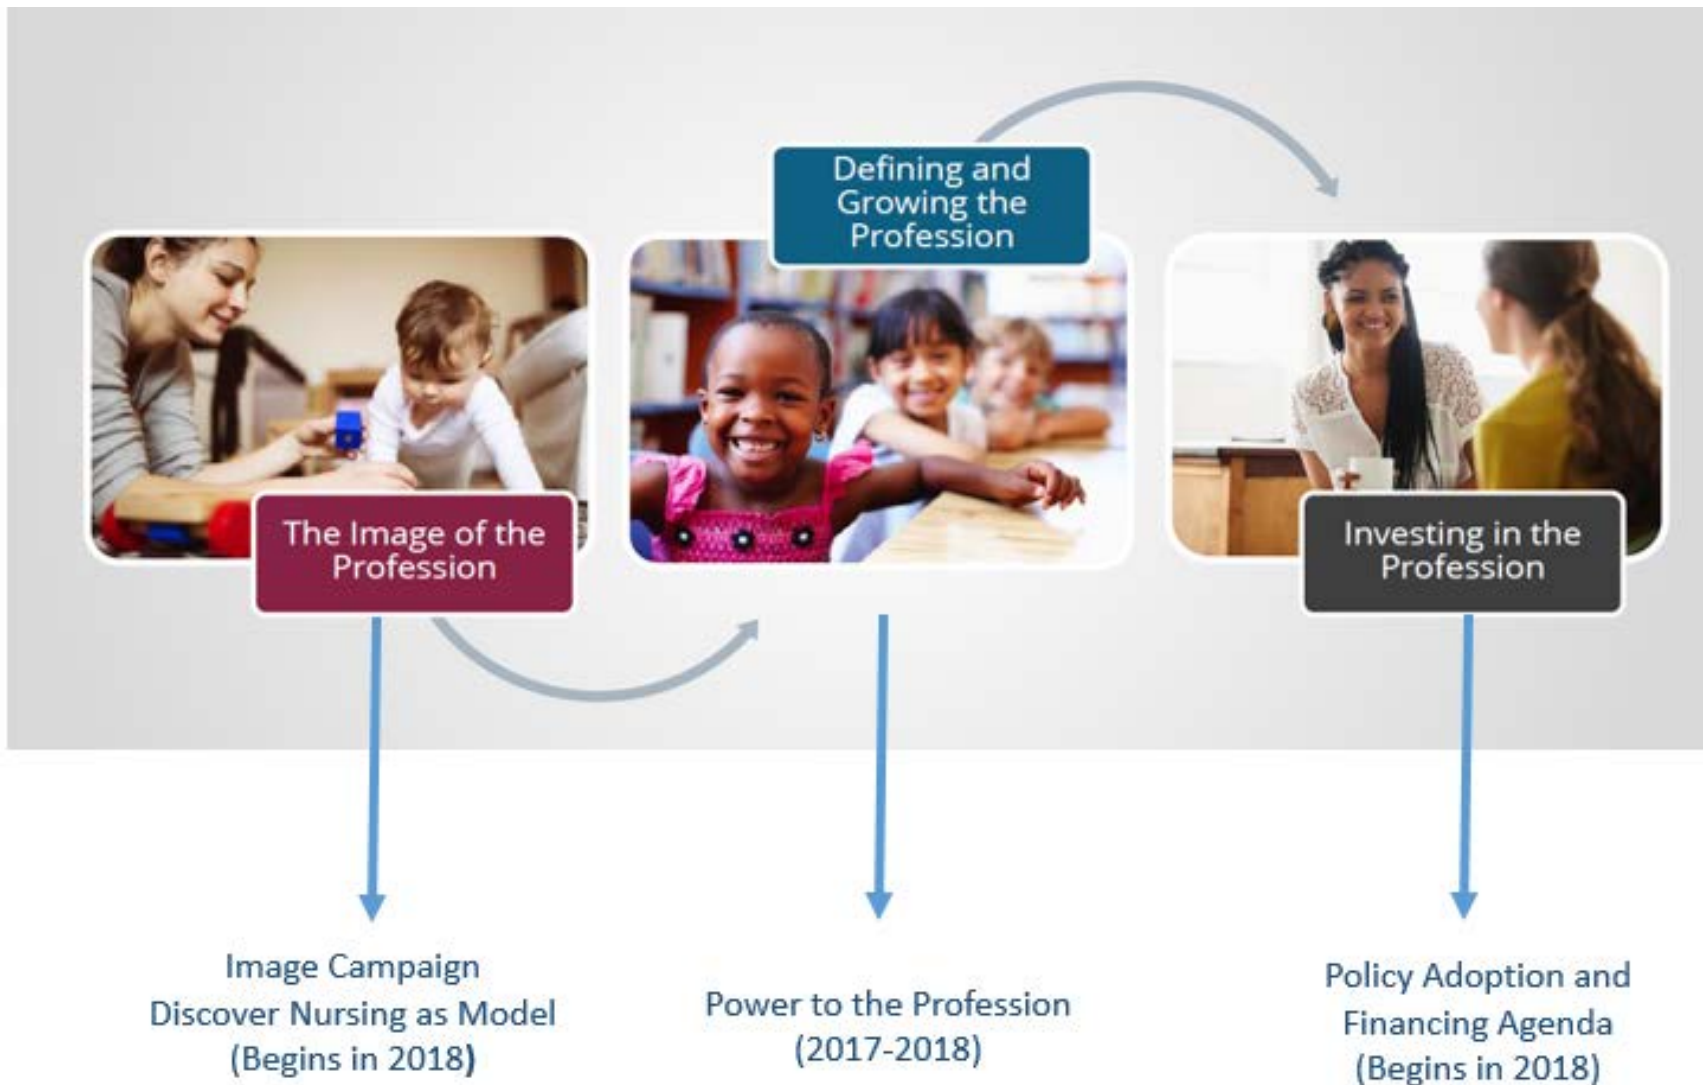 Defining and
Growing the
Profession
The Image of the
Profession
Investing in the
Profession
Image Campaign
Discover Nursing as Model
(Begins in 2018)
Power to the Profession
(2017-2018)
Policy Adoption and
Financing Agenda
(Begins in 2018)